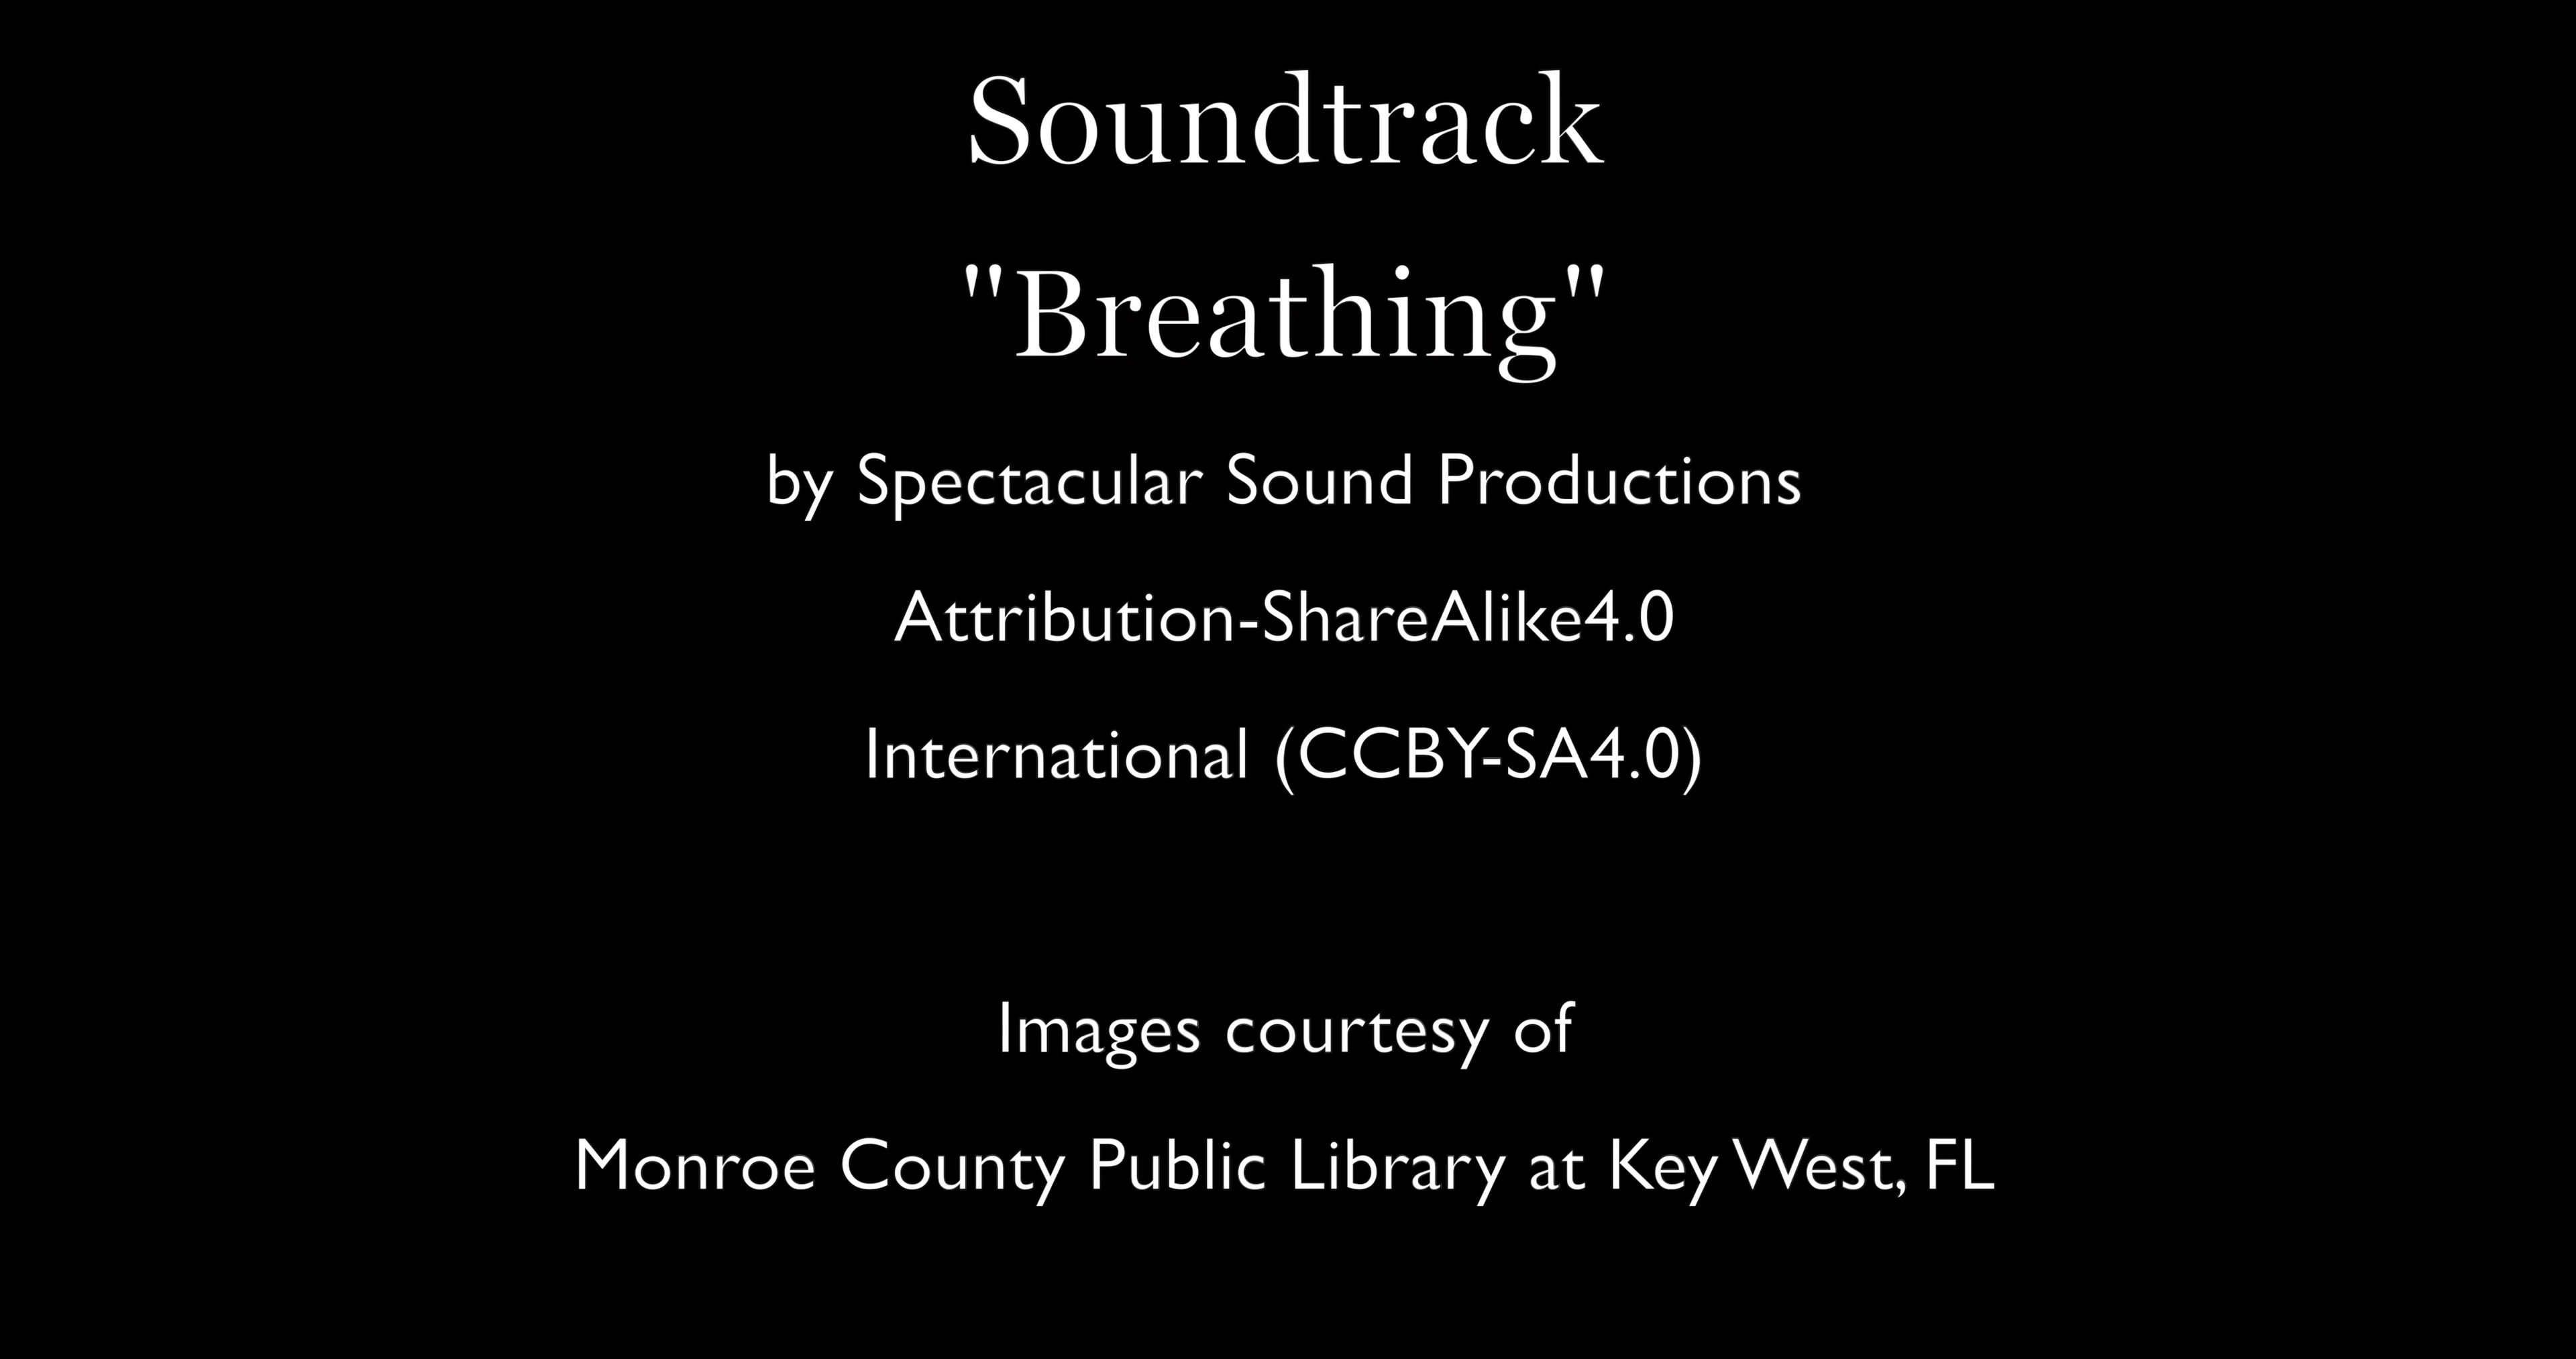 Soundtrack
"Breathing"
by Spectacular Sound Productions
Attribution-ShareAlike4.0
International (CCBY-SA4.0)
Images courtesy of
Monroe County Public Library at Key West, FL